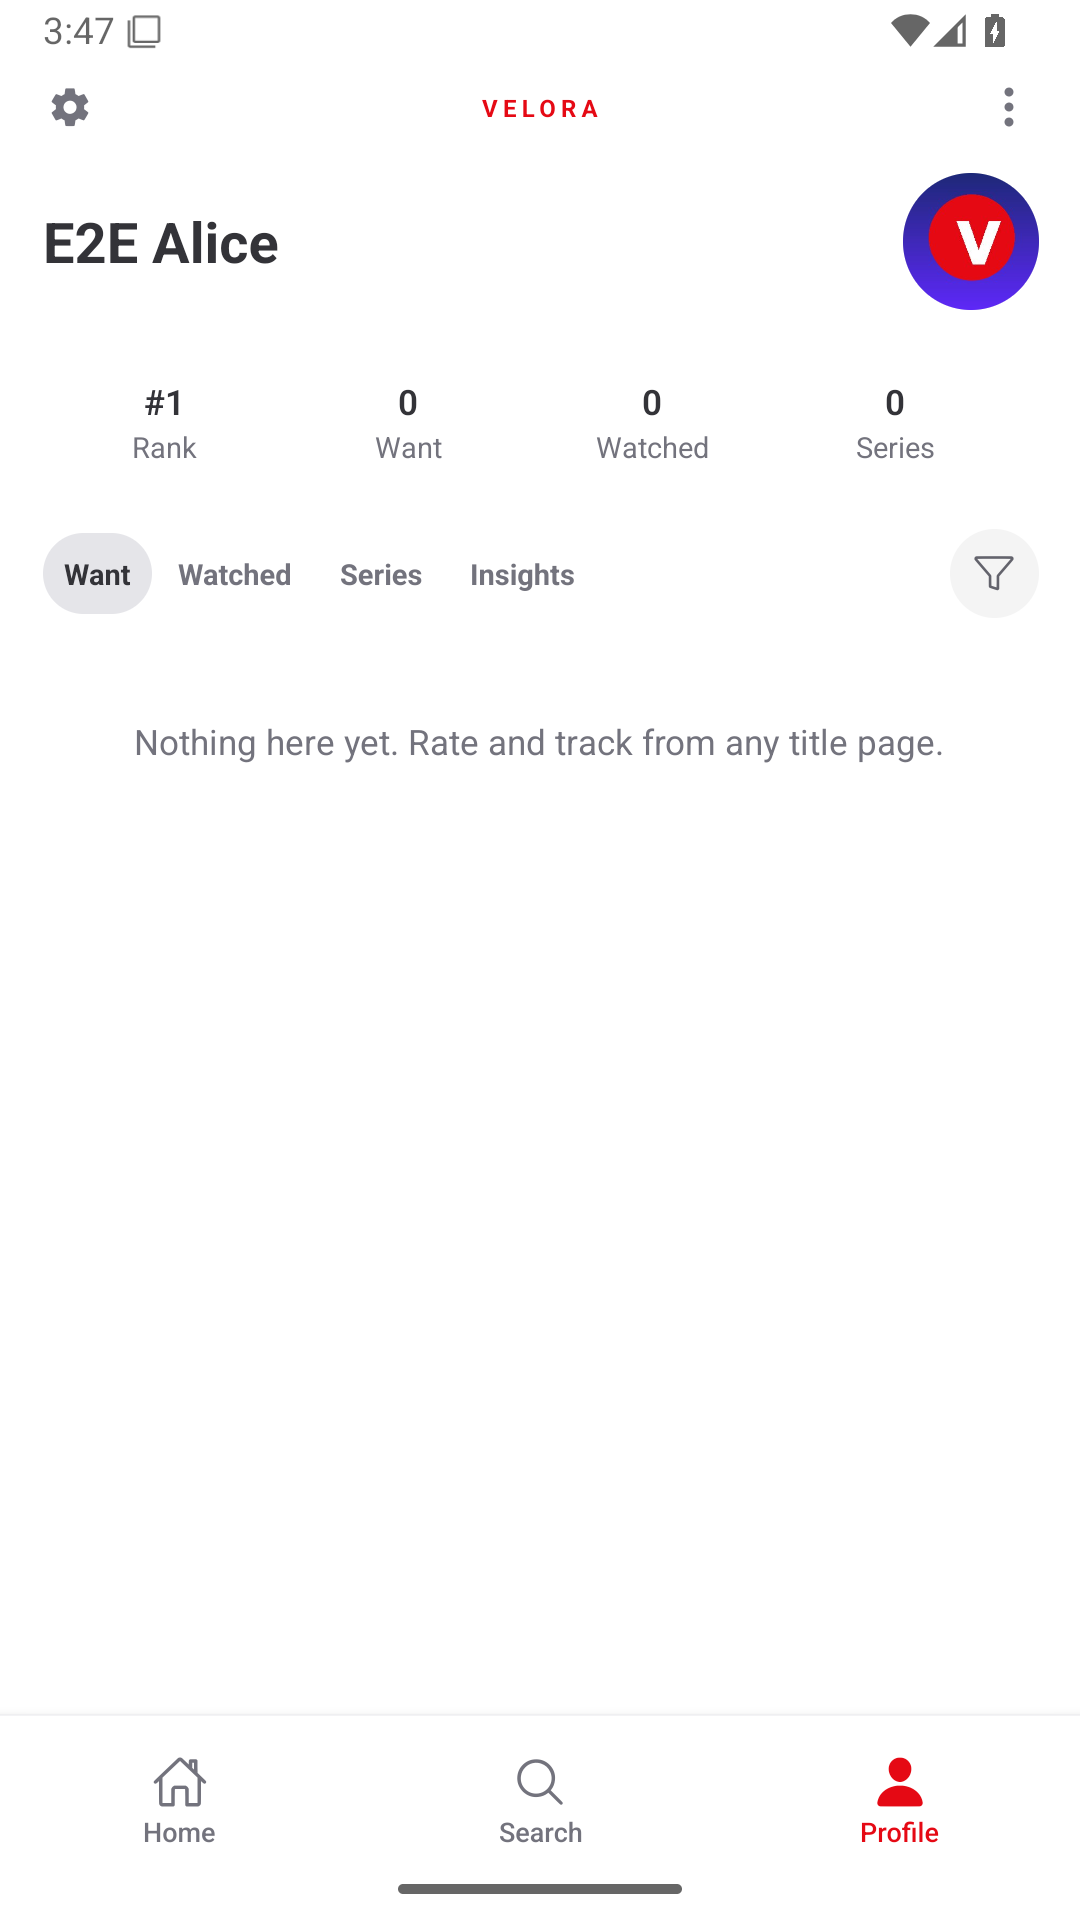 3:47
VELORA
E2E Alice
V
#1 0 0 0
Rank Want Watched Series
Want Watched Series Insights
Nothing here yet. Rate and track from any title page.
Home Search Profile